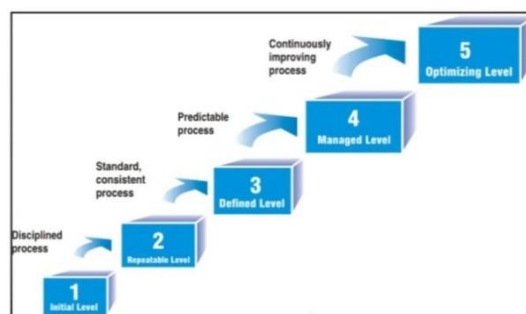 Continuously
improving
process
5
Optimizing Level
Predictable
process
4
Managed Level
Standard,
consistent
process
3
Defined Level
Disciplined
process
2
Repeatable Level
1
Initial Level